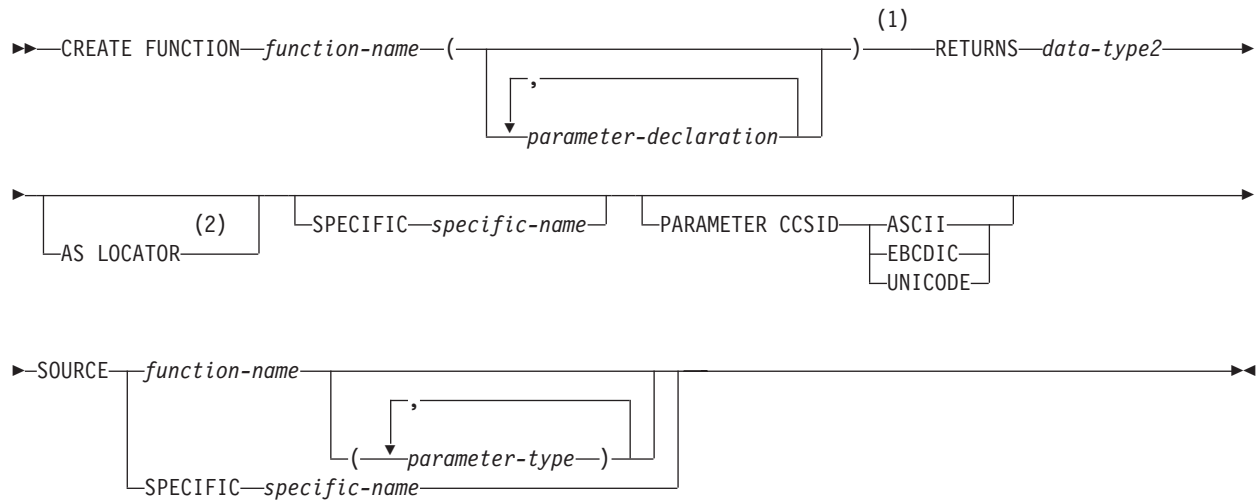 (1)
CREATE FUNCTION function-name ( ) RETURNS data-type2
,
parameter-declaration
AS LOCATOR (2) SPECIFIC specific-name PARAMETER CCSID ASCII
EBCDIC
UNICODE
SOURCE function-name
,
( parameter-type )
SPECIFIC specific-name